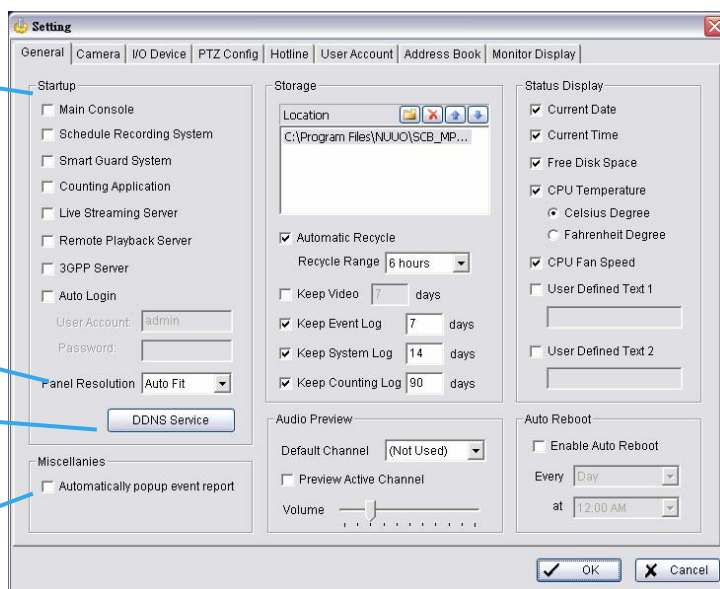 Setting
General Camera I/O Device PTZ Config Hotline User Account Address Book Monitor Display
Startup
Main Console
Schedule Recording System
Smart Guard System
Counting Application
Live Streaming Server
Remote Playback Server
3GPP Server
Auto Login
User Account: admin
Password:
Panel Resolution Auto Fit
DDNS Service
Miscellanies
Automatically popup event report
Storage
Location
C:\Program Files\NUUO\SCB_MP...
Automatic Recycle
Recycle Range 6 hours
Keep Video 7 days
Keep Event Log 7 days
Keep System Log 14 days
Keep Counting Log 90 days
Audio Preview
Default Channel (Not Used)
Preview Active Channel
Volume
Status Display
Current Date
Current Time
Free Disk Space
CPU Temperature
Celsius Degree
Fahrenheit Degree
CPU Fan Speed
User Defined Text 1
User Defined Text 2
Auto Reboot
Enable Auto Reboot
Every Day
at 12:00 AM
OK Cancel